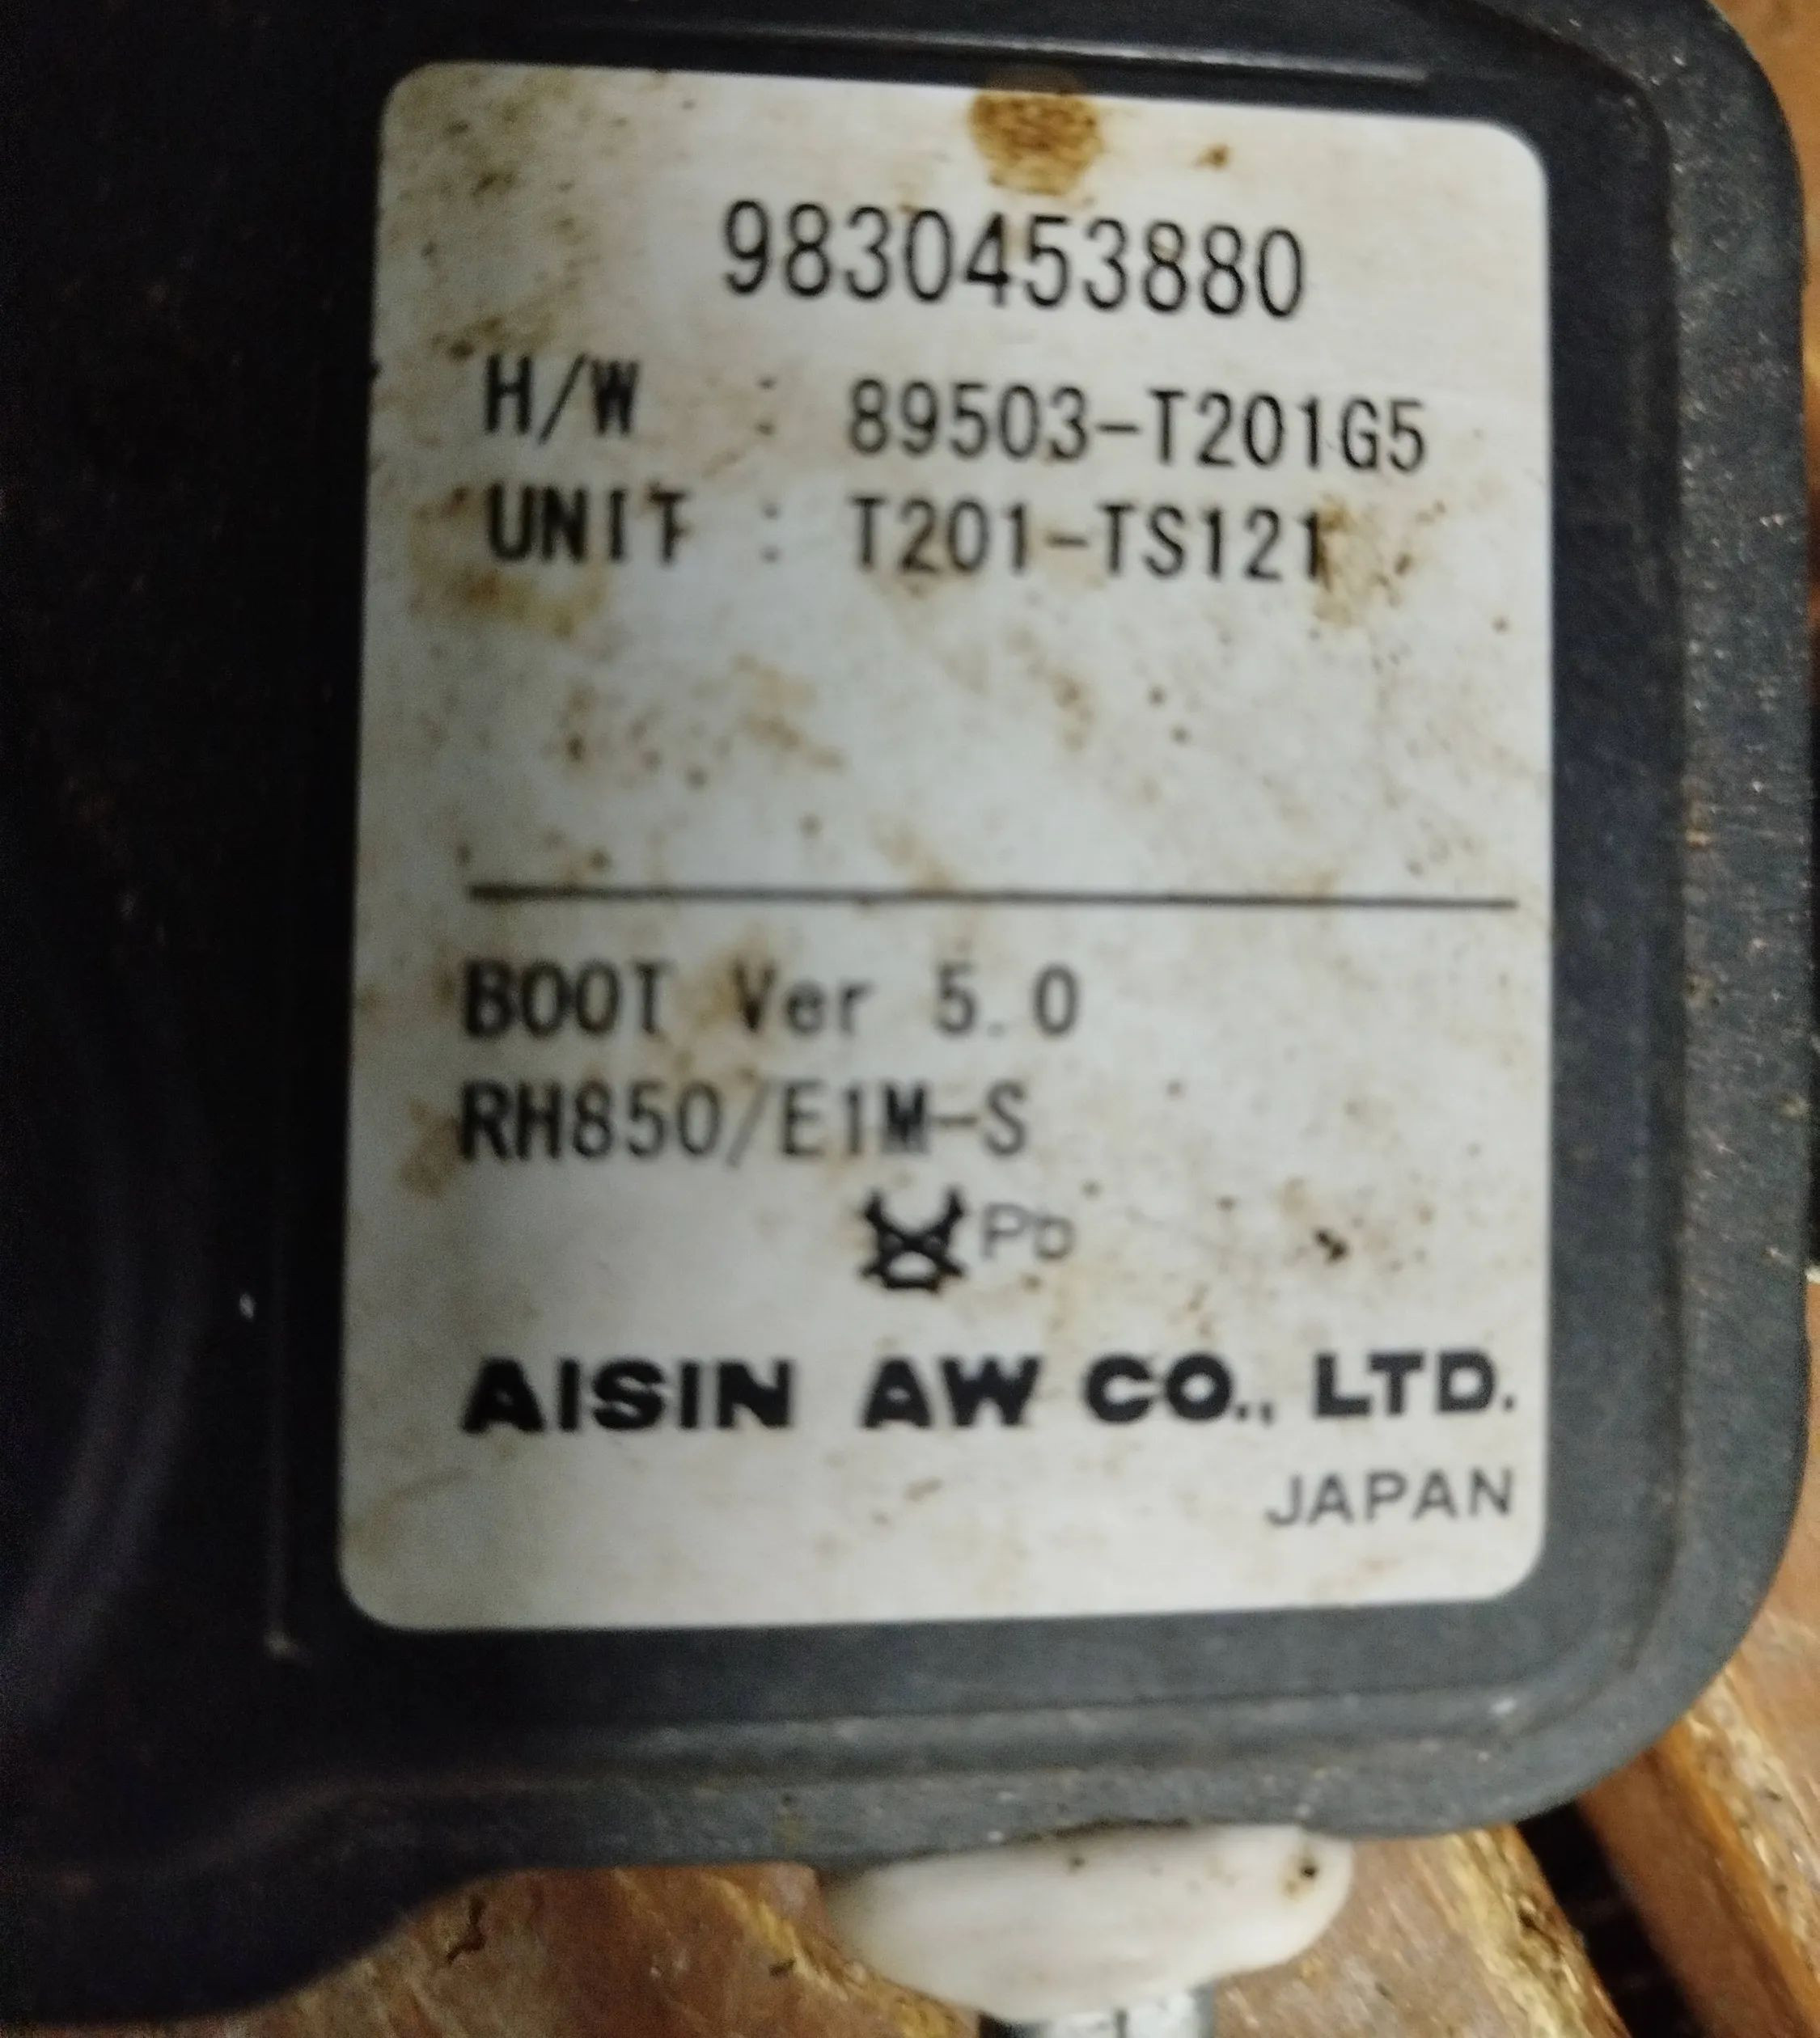 9830453880
H/W : 89503-T201G5
UNIT : T201-TS121
BOOT Ver 5.0
RH850/E1M-S
Pb
AISIN AW CO., LTD.
JAPAN